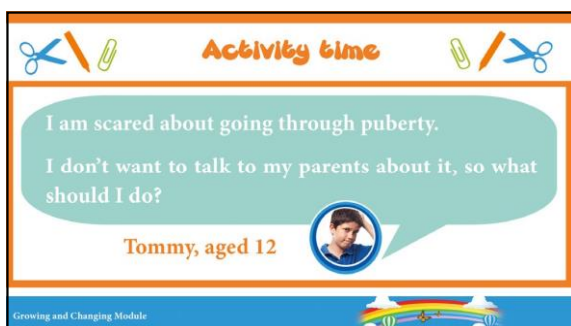 Activity time
I am scared about going through puberty.
I don't want to talk to my parents about it, so what
should I do?
Tommy, aged 12
Growing and Changing Module